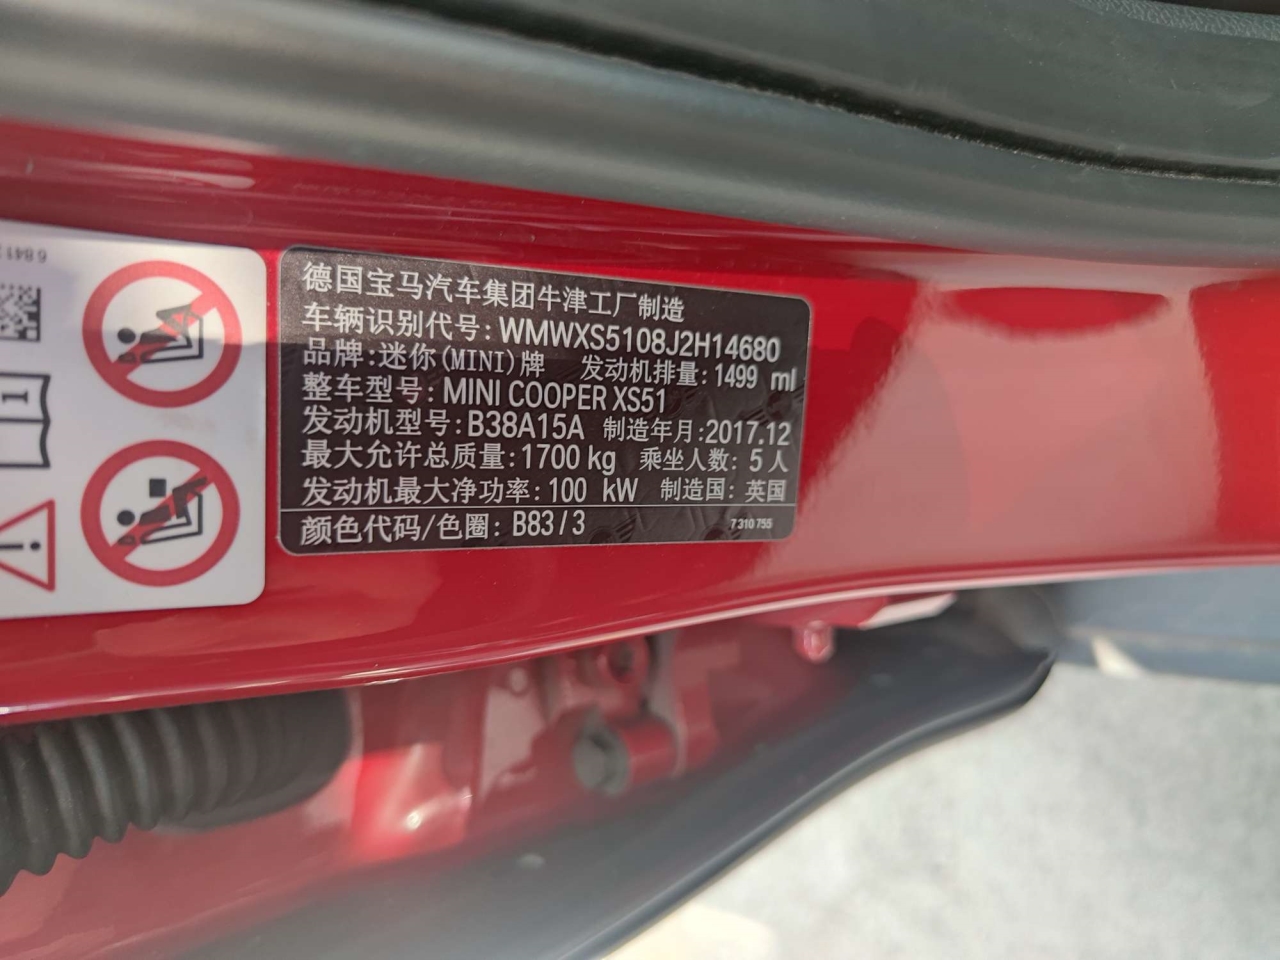 德国宝马汽车集团牛津工厂制造
车辆识别代号: WMWXS5108J2H14680
品牌: 迷你(MINI)牌 发动机排量: 1499 ml
整车型号: MINI COOPER XS51
发动机型号: B38A15A 制造年月: 2017.12
最大允许总质量: 1700 kg 乘坐人数: 5 人
发动机最大净功率: 100 kW 制造国: 英国
颜色代码/色圈: B83 / 3 7 310 755